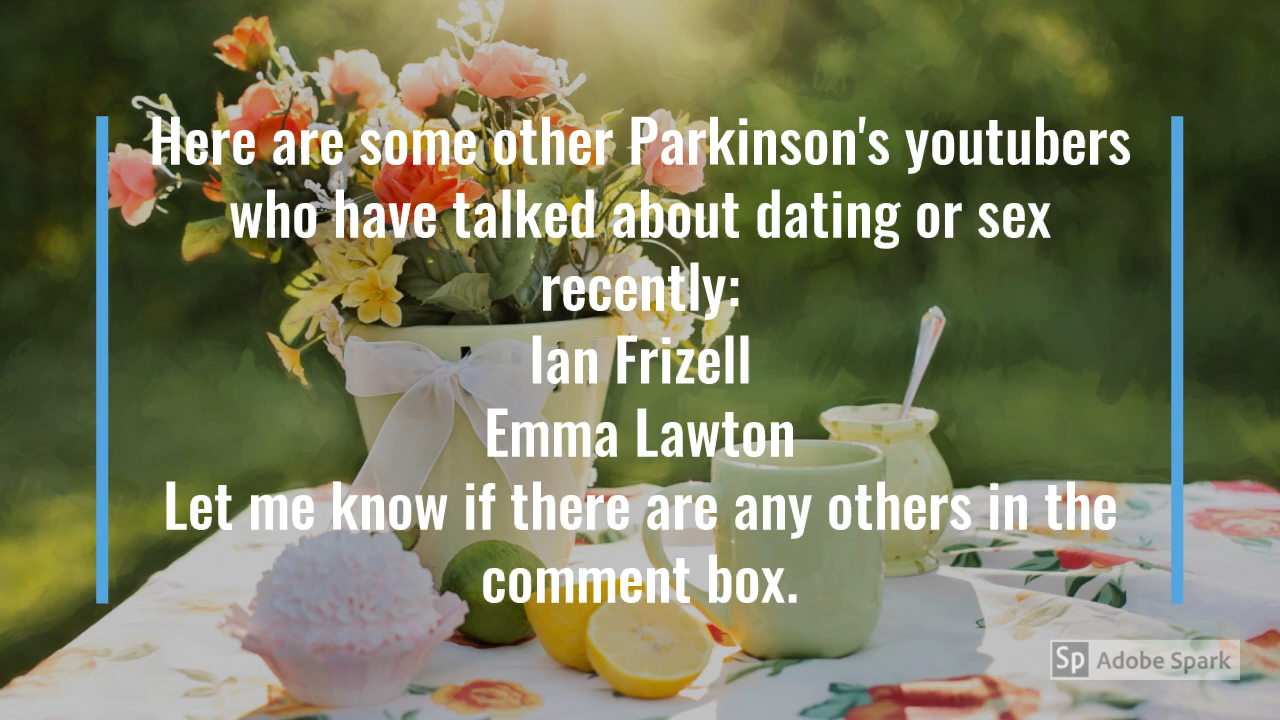 Here are some other Parkinson's youtubers
who have talked about dating or sex
recently:
Ian Frizell
Emma Lawton
Let me know if there are any others in the
comment box.
Sp Adobe Spark